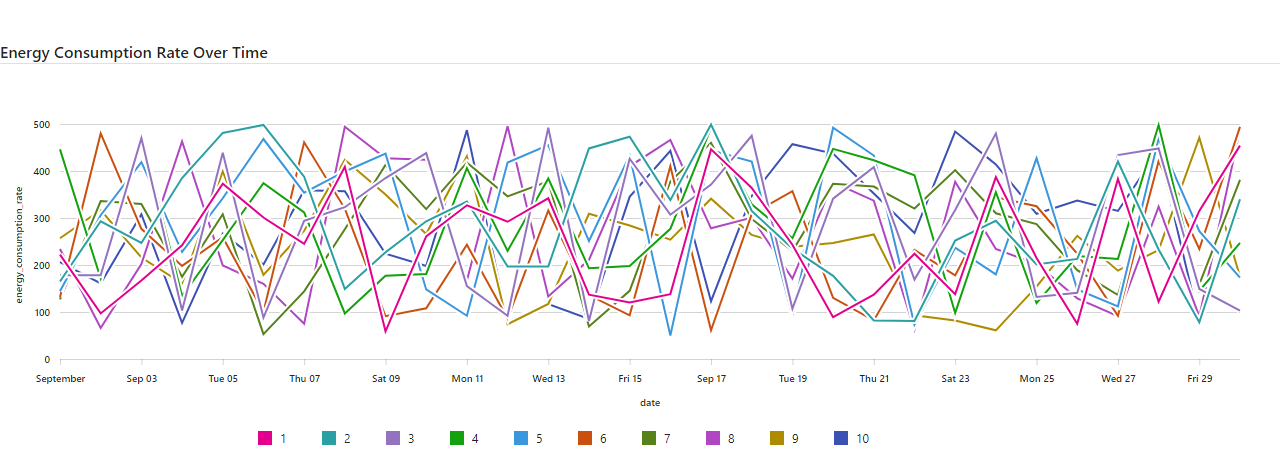 Energy Consumption Rate Over Time
energy_consumption_rate
500
400
300
200
100
0
September Sep 03 Tue 05 Thu 07 Sat 09 Mon 11 Wed 13 Fri 15 Sep 17 Tue 19 Thu 21 Sat 23 Mon 25 Wed 27 Fri 29
date
1 2 3 4 5 6 7 8 9 10